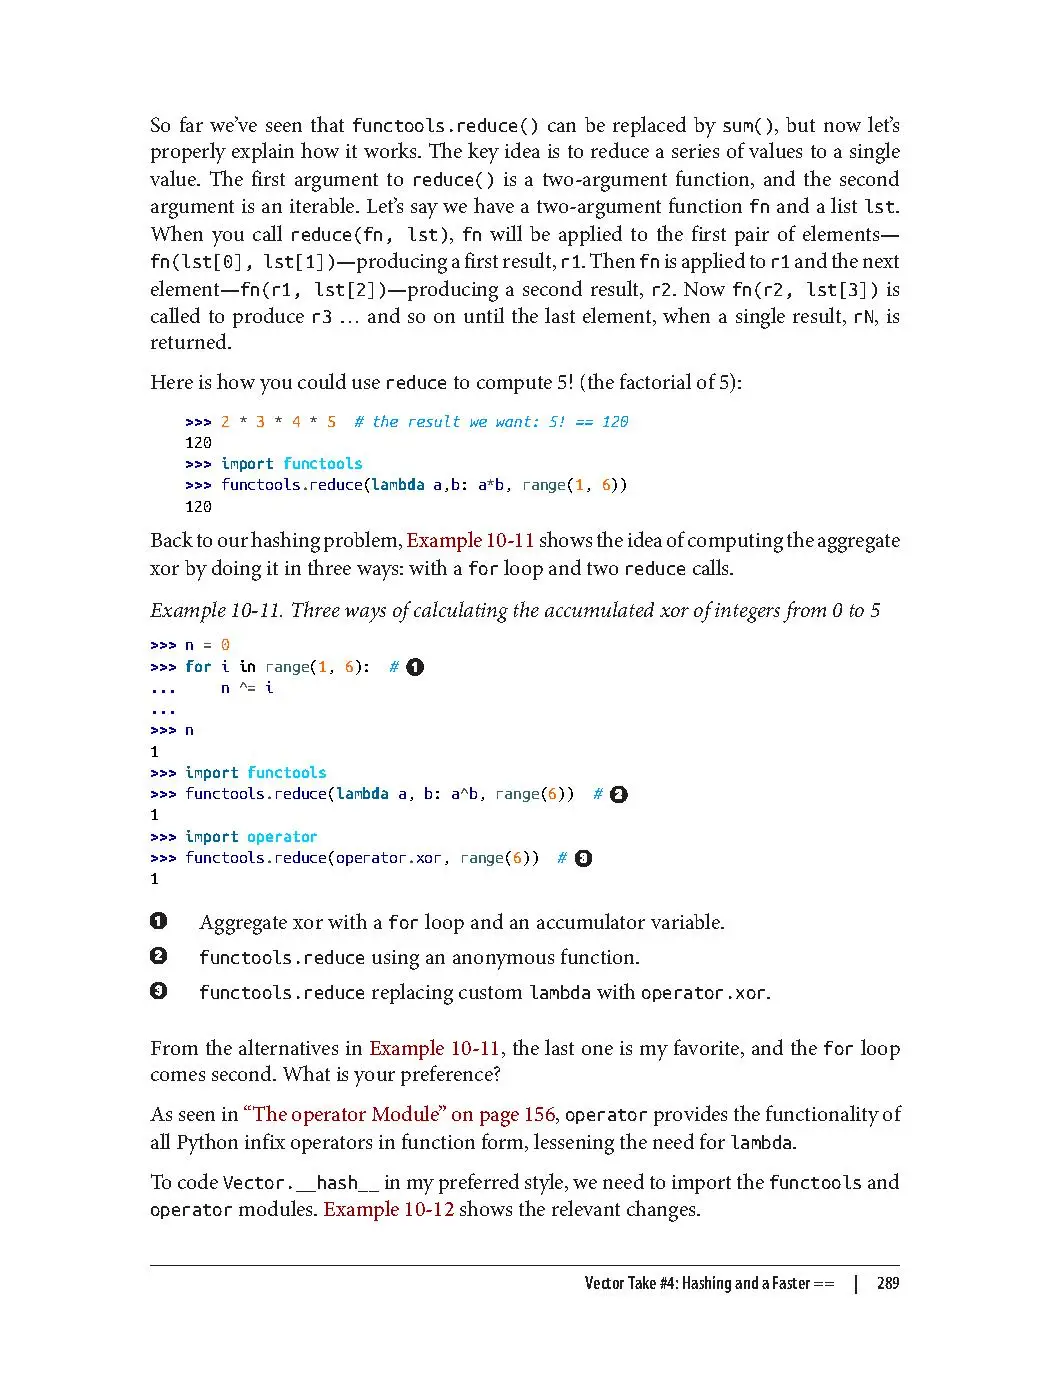 So far we've seen that functools.reduce() can be replaced by sum(), but now let's
properly explain how it works. The key idea is to reduce a series of values to a single
value. The first argument to reduce() is a two-argument function, and the second
argument is an iterable. Let's say we have a two-argument function fn and a list lst.
When you call reduce(fn, lst), fn will be applied to the first pair of elements—
fn(lst[0], lst[1])—producing a first result, r1. Then fn is applied to r1 and the next
element—fn(r1, lst[2])—producing a second result, r2. Now fn(r2, lst[3]) is
called to produce r3 … and so on until the last element, when a single result, rN, is
returned.
Here is how you could use reduce to compute 5! (the factorial of 5):
>>> 2 * 3 * 4 * 5  # the result we want: 5! == 120
120
>>> import functools
>>> functools.reduce(lambda a,b: a*b, range(1, 6))
120
Back to our hashing problem, Example 10-11 shows the idea of computing the aggregate
xor by doing it in three ways: with a for loop and two reduce calls.
Example 10-11. Three ways of calculating the accumulated xor of integers from 0 to 5
>>> n = 0
>>> for i in range(1, 6):  # ❶
...     n ^= i
...
>>> n
1
>>> import functools
>>> functools.reduce(lambda a, b: a^b, range(6))  # ❷
1
>>> import operator
>>> functools.reduce(operator.xor, range(6))  # ❸
1
❶ Aggregate xor with a for loop and an accumulator variable.
❷ functools.reduce using an anonymous function.
❸ functools.reduce replacing custom lambda with operator.xor.
From the alternatives in Example 10-11, the last one is my favorite, and the for loop
comes second. What is your preference?
As seen in “The operator Module” on page 156, operator provides the functionality of
all Python infix operators in function form, lessening the need for lambda.
To code Vector.__hash__ in my preferred style, we need to import the functools and
operator modules. Example 10-12 shows the relevant changes.
Vector Take #4: Hashing and a Faster == | 289